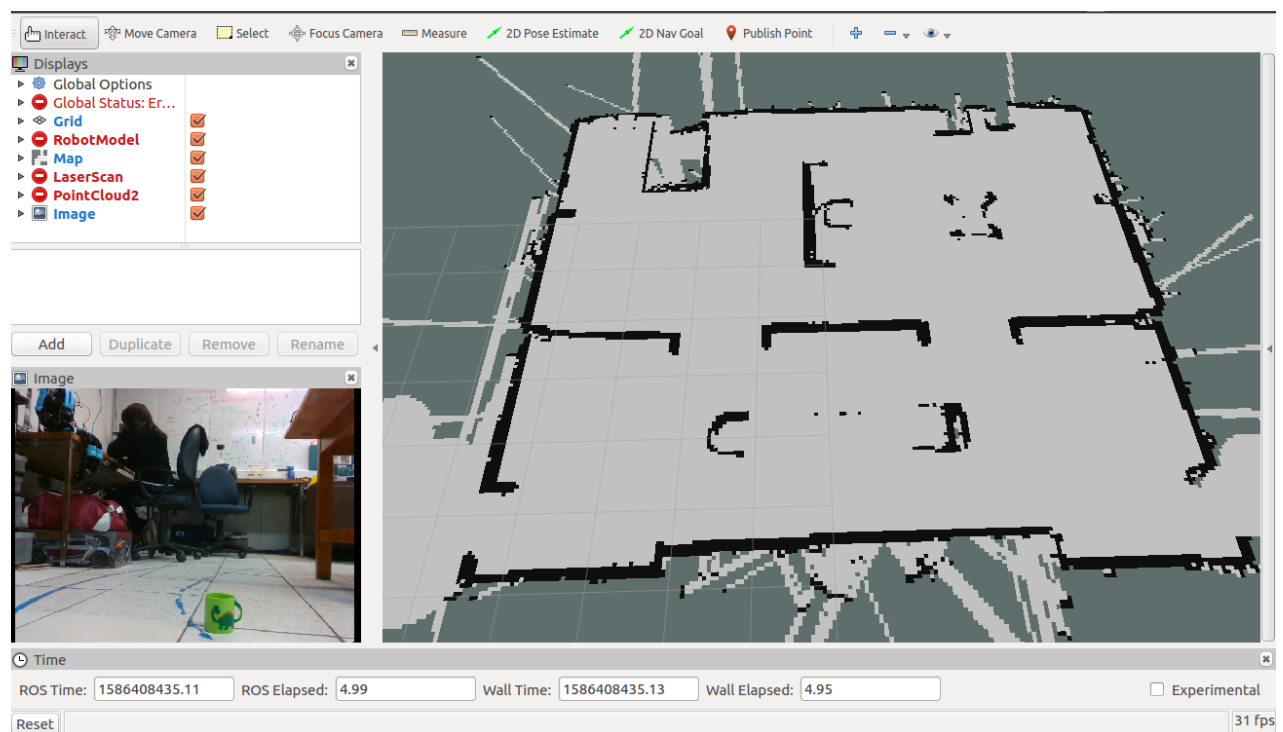 Interact Move Camera Select Focus Camera Measure 2D Pose Estimate 2D Nav Goal Publish Point
Displays
Global Options
Global Status: Er...
Grid
RobotModel
Map
LaserScan
PointCloud2
Image
Add Duplicate Remove Rename
Image
Time
ROS Time: 1586408435.11 ROS Elapsed: 4.99 Wall Time: 1586408435.13 Wall Elapsed: 4.95 Experimental
Reset 31 fps